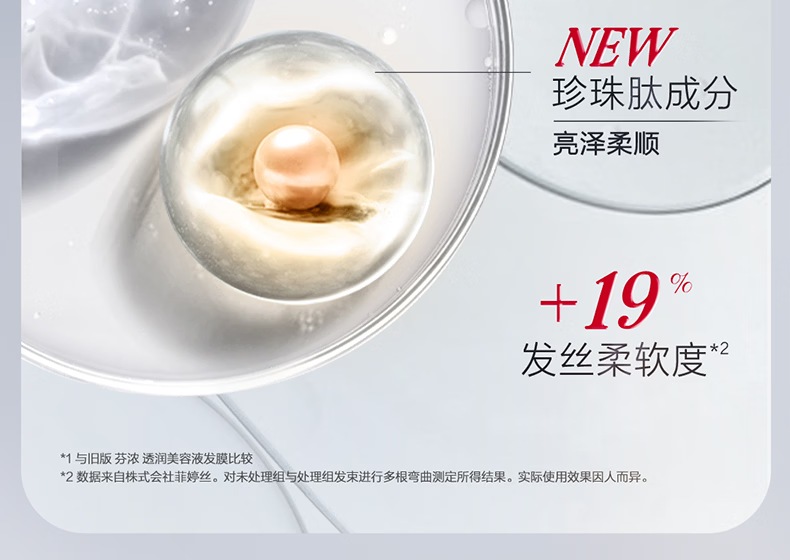 NEW
珍珠肽成分
亮泽柔顺
+19%
发丝柔软度*2
*1 与旧版 芬浓 透润美容液发膜比较
*2 数据来自株式会社菲婷丝。对未处理组与处理组发束进行多根弯曲测定所得结果。实际使用效果因人而异。